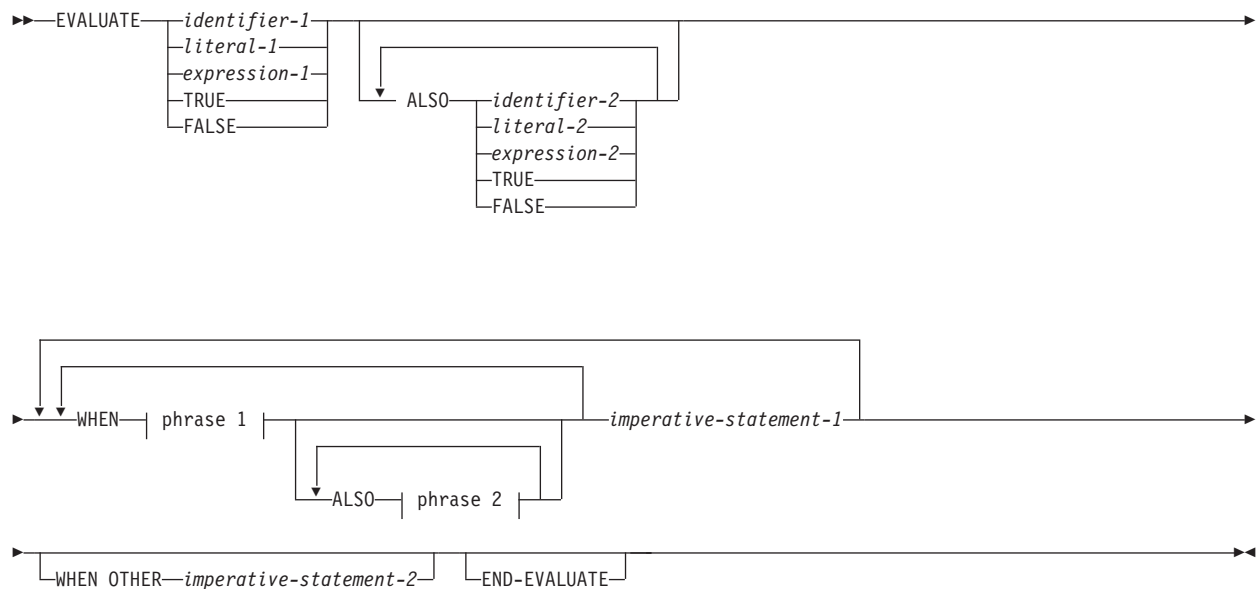 EVALUATE identifier-1
literal-1
expression-1
TRUE
FALSE
ALSO identifier-2
literal-2
expression-2
TRUE
FALSE
WHEN phrase 1 imperative-statement-1
ALSO phrase 2
WHEN OTHER imperative-statement-2 END-EVALUATE